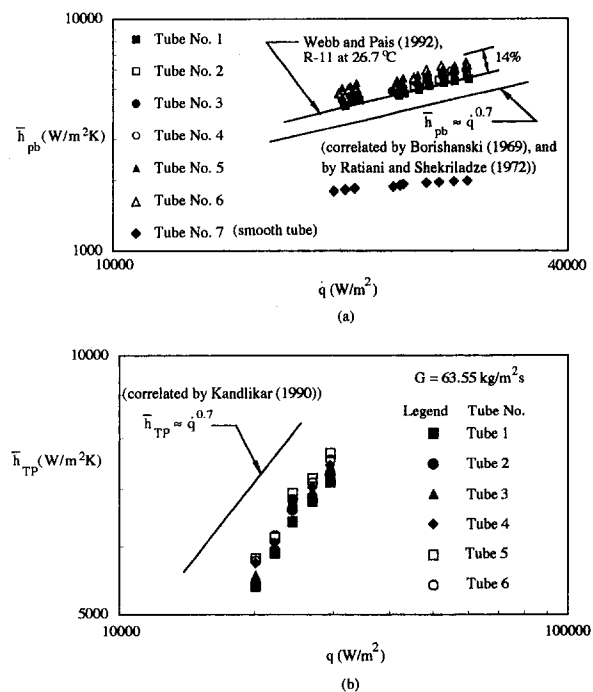 (a)
10000
Tube No. 1
Tube No. 2
Tube No. 3
Tube No. 4
Tube No. 5
Tube No. 6
Tube No. 7 (smooth tube)
Webb and Pais (1992),
R-11 at 26.7 °C
14%
h̄pb ≈ q̇^0.7
(correlated by Borishanski (1969), and
by Ratiani and Shekriladze (1972))
h̄pb (W/m²K)
1000
10000
40000
q̇ (W/m²)
(a)
10000
(correlated by Kandlikar (1990))
h̄TP ≈ q̇^0.7
G = 63.55 kg/m²s
Legend Tube No.
Tube 1
Tube 2
Tube 3
Tube 4
Tube 5
Tube 6
h̄TP (W/m²K)
5000
10000
100000
q (W/m²)
(b)